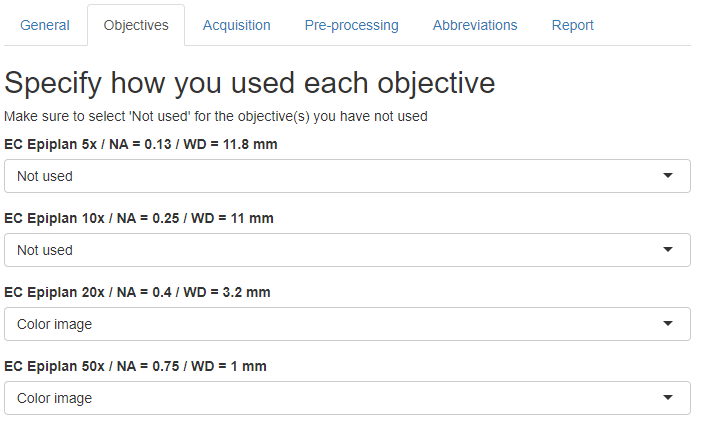 General Objectives Acquisition Pre-processing Abbreviations Report
Specify how you used each objective
Make sure to select 'Not used' for the objective(s) you have not used
EC Epiplan 5x / NA = 0.13 / WD = 11.8 mm
Not used
EC Epiplan 10x / NA = 0.25 / WD = 11 mm
Not used
EC Epiplan 20x / NA = 0.4 / WD = 3.2 mm
Color image
EC Epiplan 50x / NA = 0.75 / WD = 1 mm
Color image